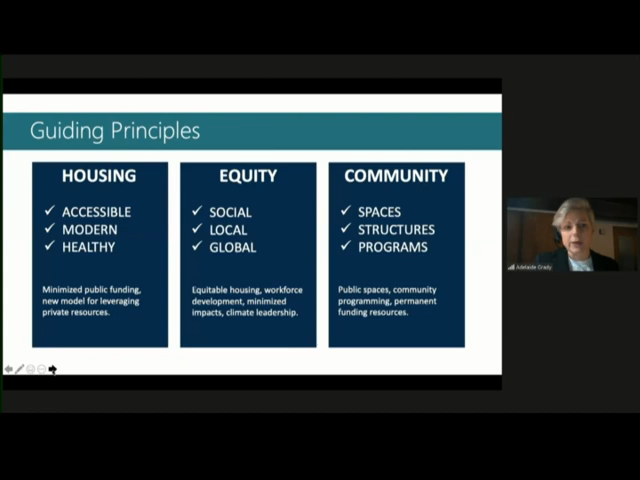 Guiding Principles
HOUSING
✓ ACCESSIBLE
✓ MODERN
✓ HEALTHY
Minimized public funding,
new model for leveraging
private resources.
EQUITY
✓ SOCIAL
✓ LOCAL
✓ GLOBAL
Equitable housing, workforce
development, minimized
impacts, climate leadership.
COMMUNITY
✓ SPACES
✓ STRUCTURES
✓ PROGRAMS
Public spaces, community
programming, permanent
funding resources.
Adelaide Grady